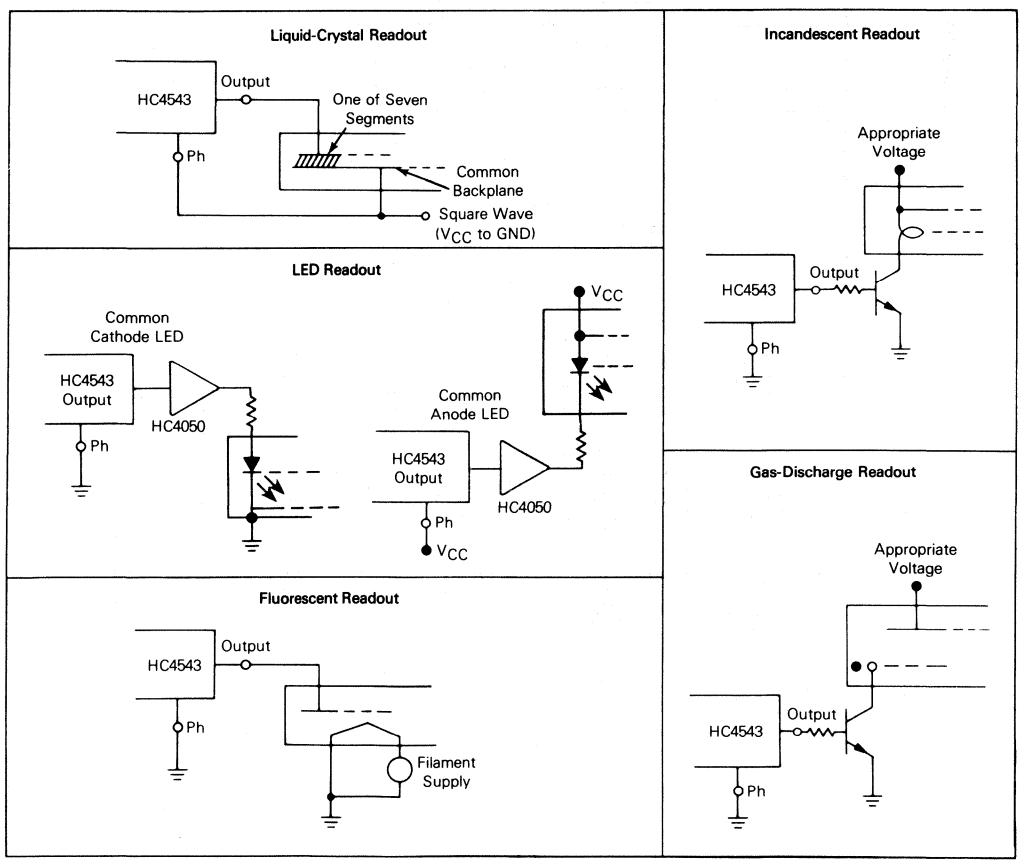 Liquid-Crystal Readout
HC4543
Output
One of Seven
Segments
Ph
Common
Backplane
Square Wave
(VCC to GND)
LED Readout
Common
Cathode LED
HC4543
Output
HC4050
Ph
Common
Anode LED
HC4543
Output
HC4050
Ph
VCC
VCC
Fluorescent Readout
HC4543
Output
Ph
Filament
Supply
Incandescent Readout
Appropriate
Voltage
HC4543
Output
Ph
Gas-Discharge Readout
Appropriate
Voltage
HC4543
Output
Ph